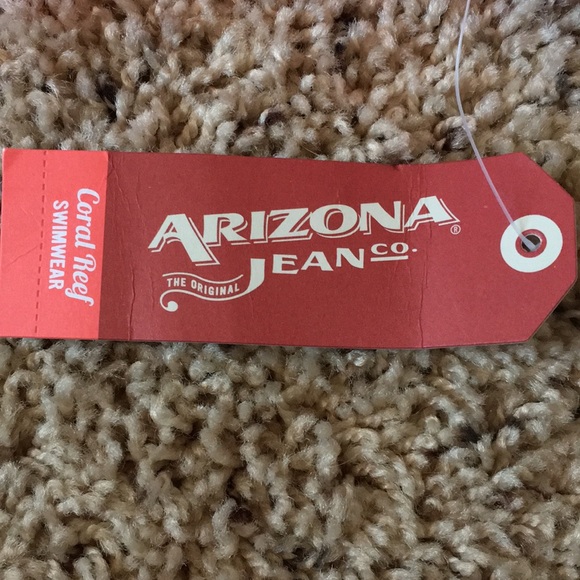 ARIZONA®
THE ORIGINAL JEAN CO.
Coral Reef
SWIMWEAR